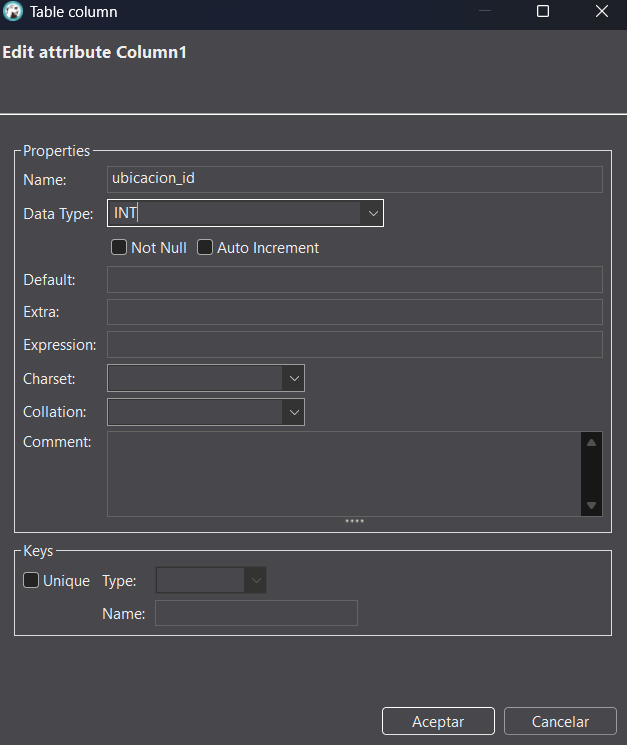 Table column
Edit attribute Column1
Properties
Name: ubicacion_id
Data Type: INT
Not Null Auto Increment
Default:
Extra:
Expression:
Charset:
Collation:
Comment:
Keys
Unique Type:
Name:
Aceptar Cancelar